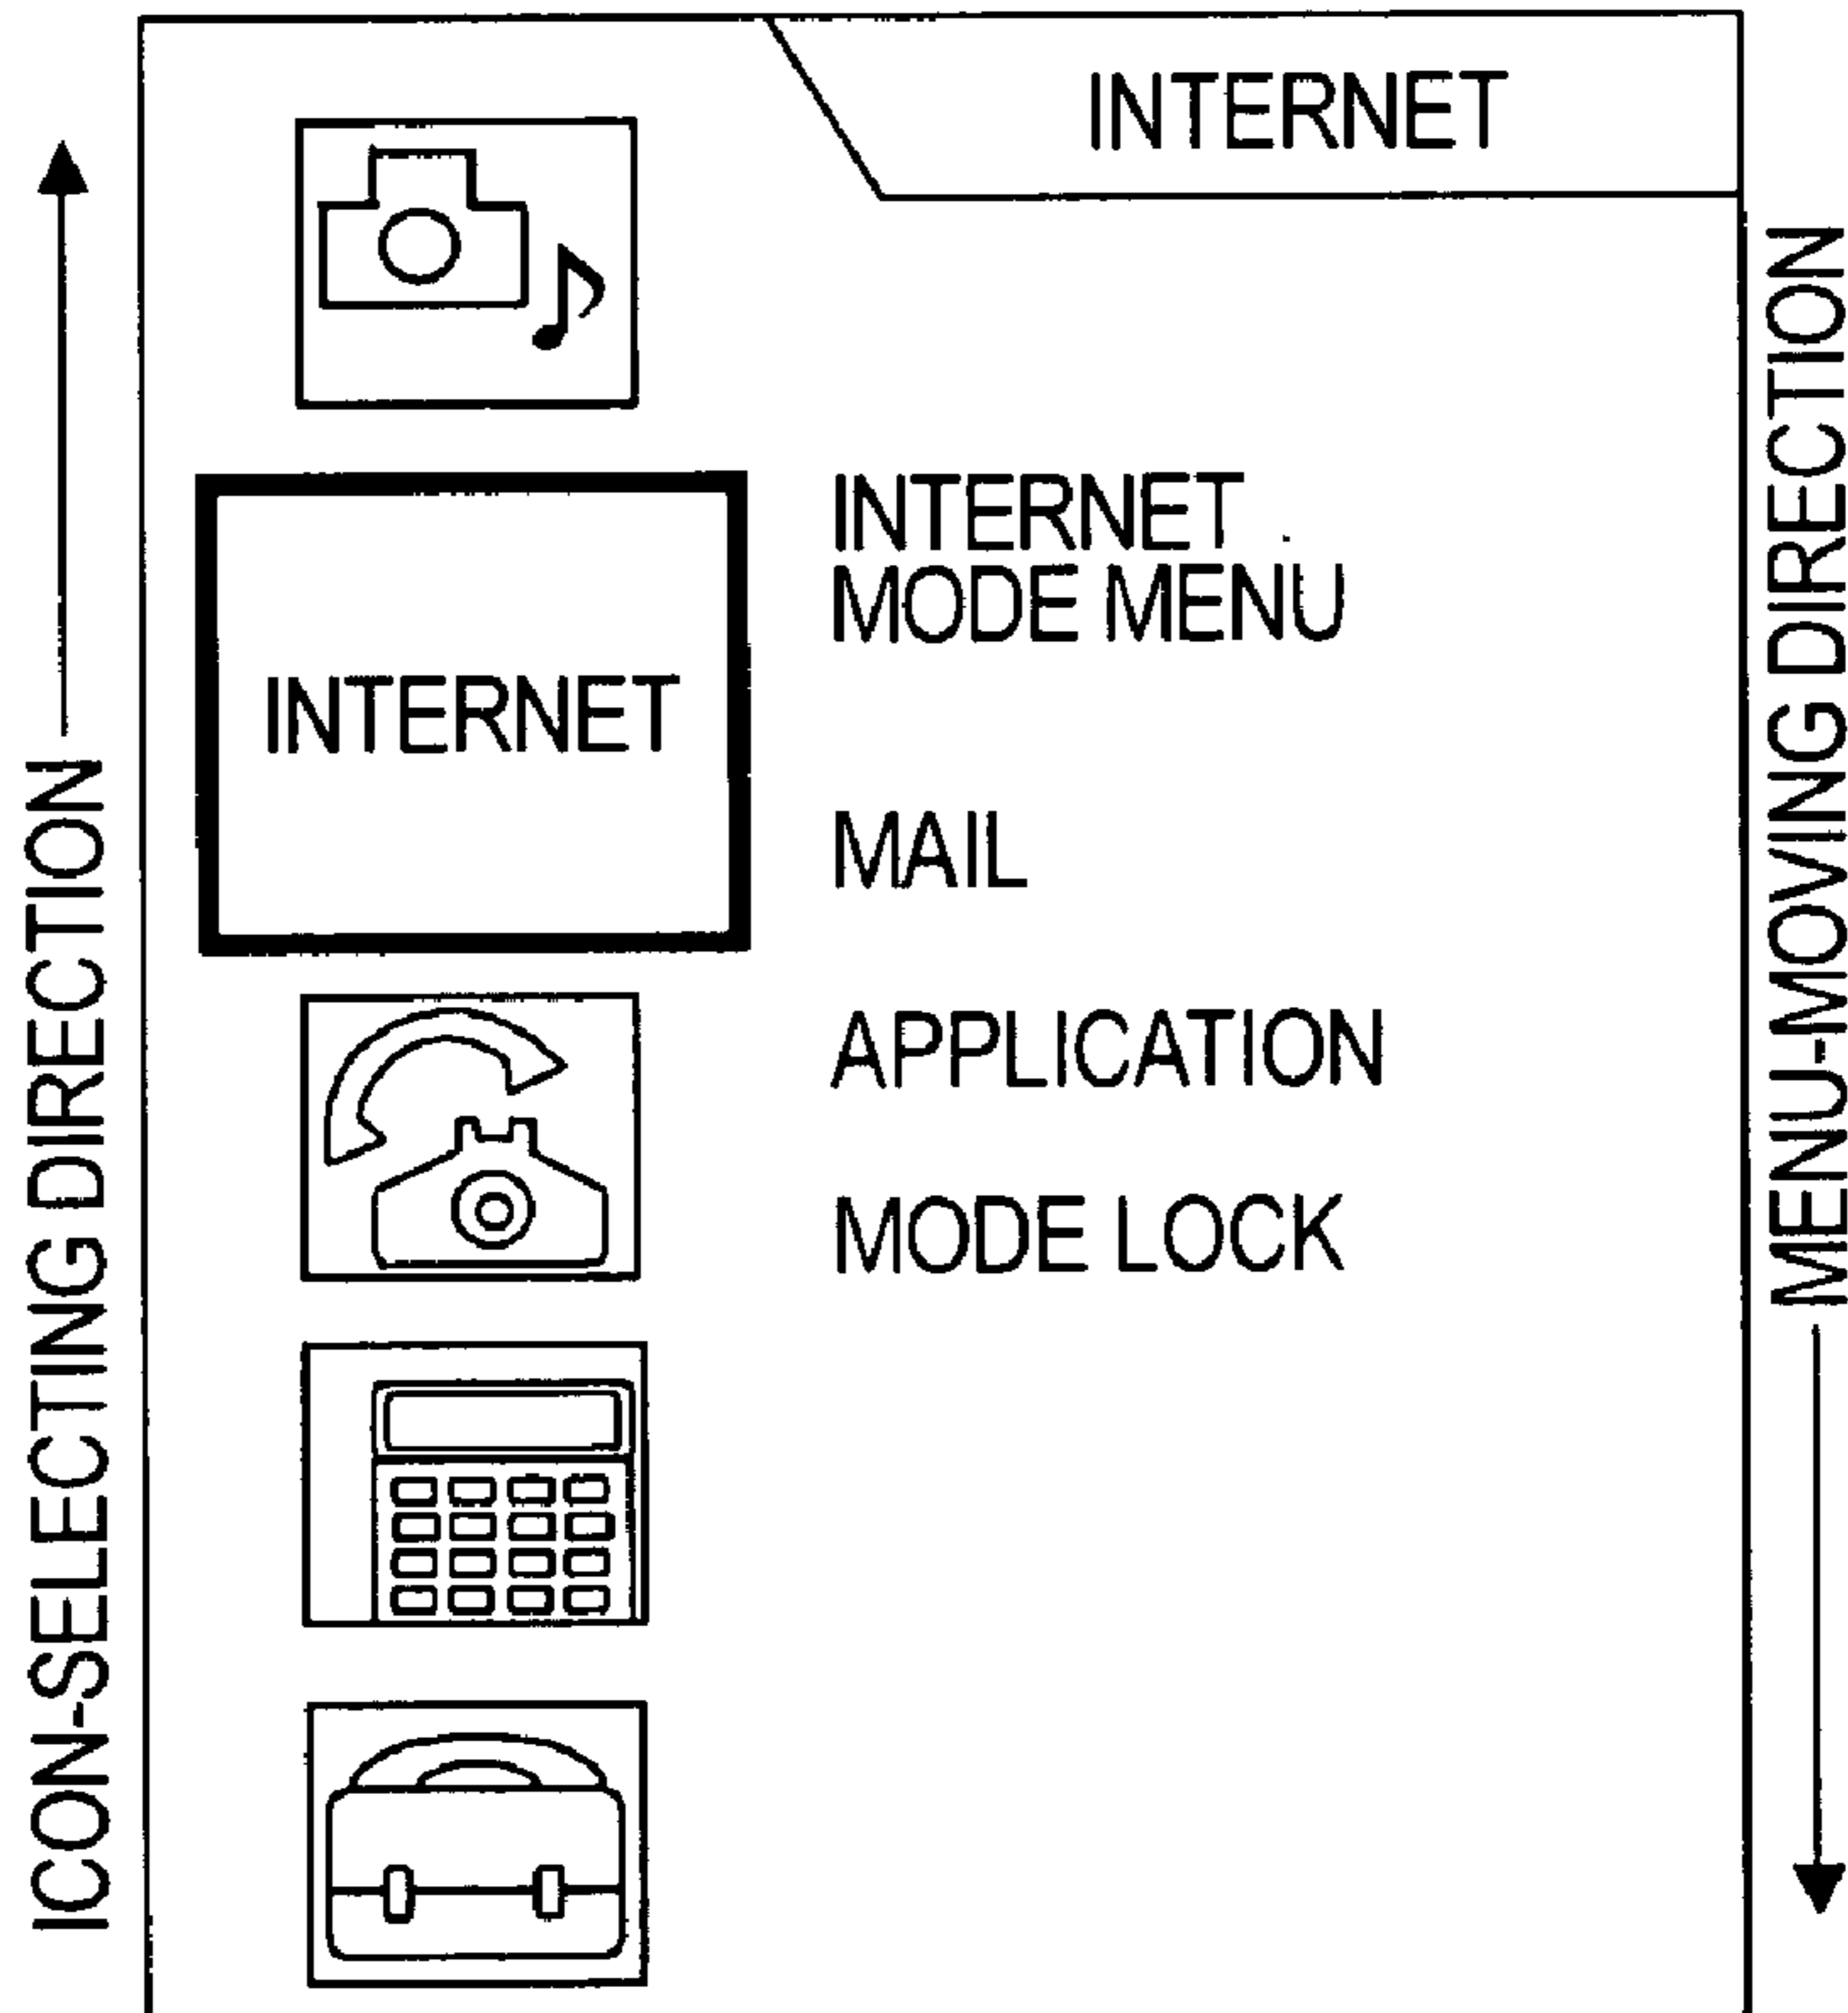 INTERNET
INTERNET
MODE MENU
INTERNET
MAIL
APPLICATION
MODE LOCK
ICON-SELECTING DIRECTION
MENU-MOVING DIRECTION